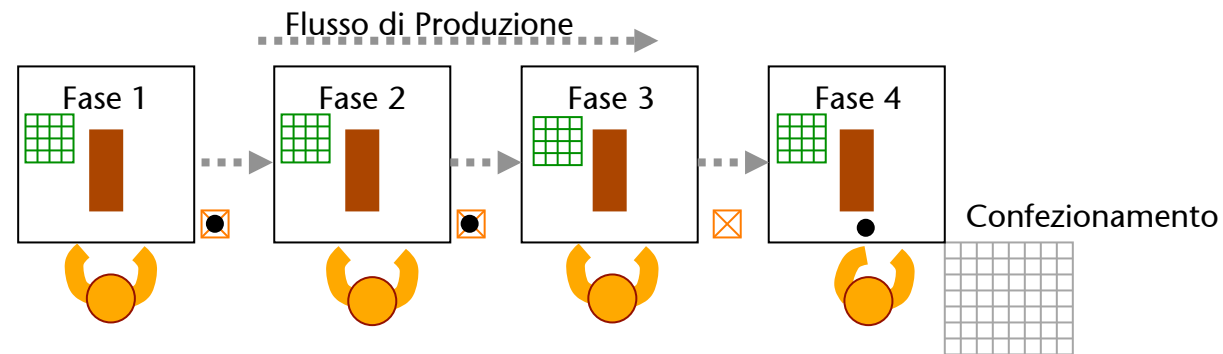 Flusso di Produzione
Fase 1
Fase 2
Fase 3
Fase 4
Confezionamento